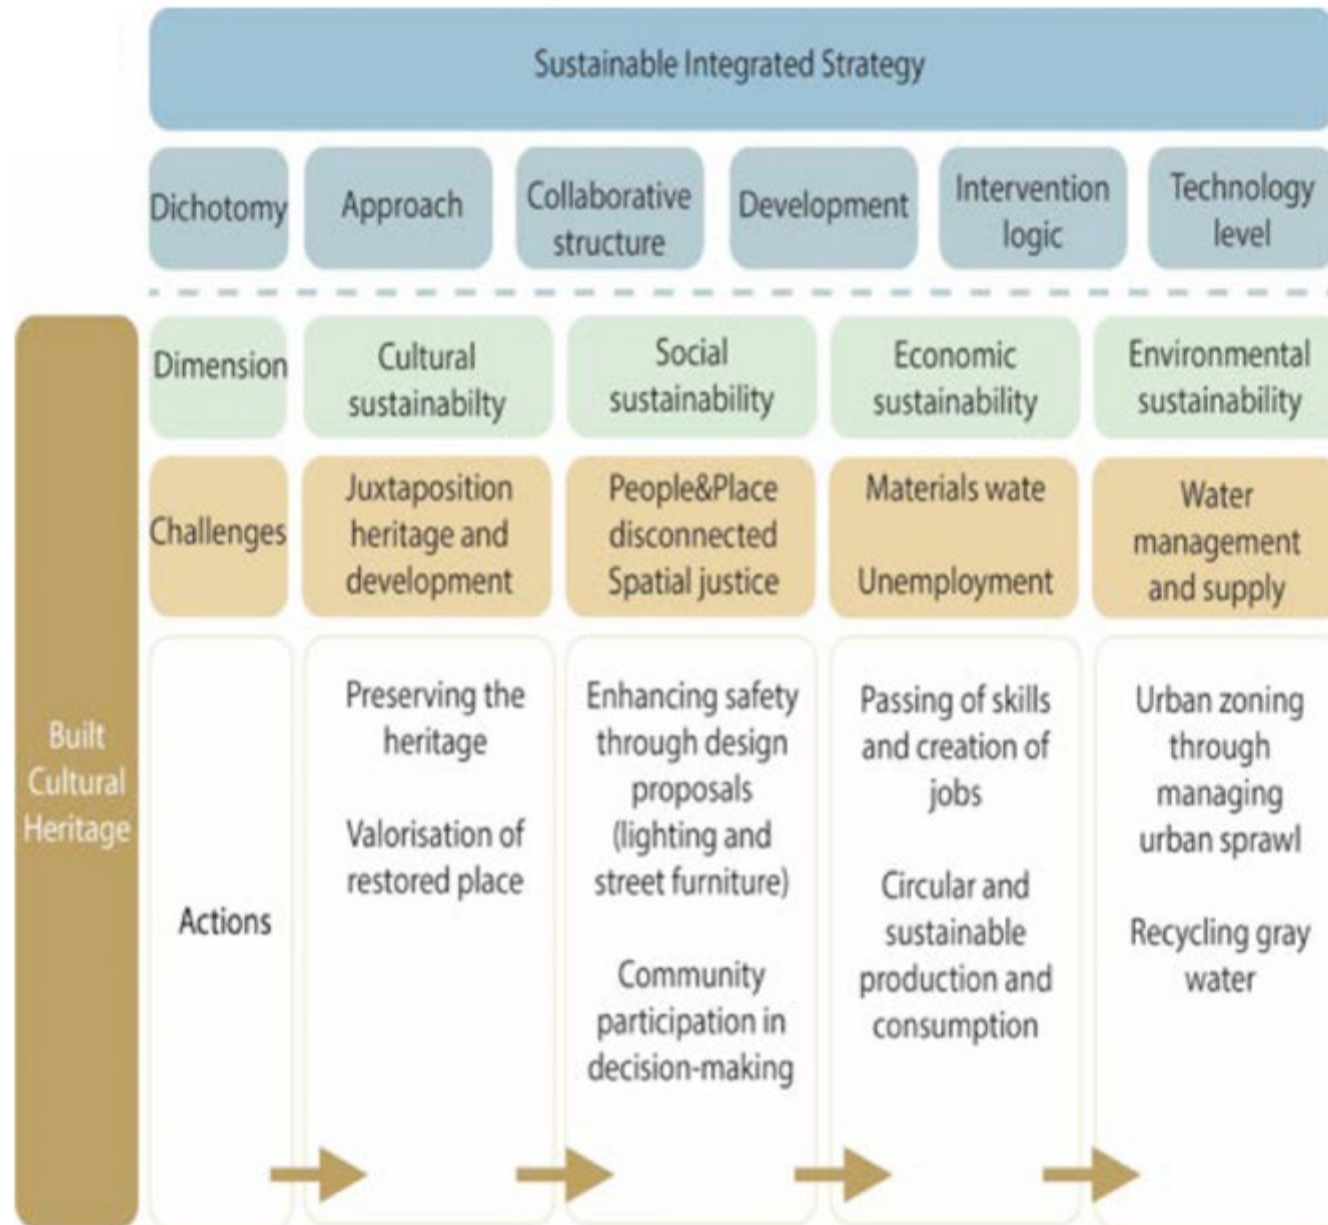 Sustainable Integrated Strategy
Dichotomy
Approach
Collaborative
structure
Development
Intervention
logic
Technology
level
Built
Cultural
Heritage
Dimension
Cultural
sustainabilty
Social
sustainability
Economic
sustainability
Environmental
sustainability
Challenges
Juxtaposition
heritage and
development
People&Place
disconnected
Spatial justice
Materials wate
Unemployment
Water
management
and supply
Actions
Preserving the
heritage
Valorisation of
restored place
Enhancing safety
through design
proposals
(lighting and
street furniture)
Community
participation in
decision-making
Passing of skills
and creation of
jobs
Circular and
sustainable
production and
consumption
Urban zoning
through
managing
urban sprawl
Recycling gray
water